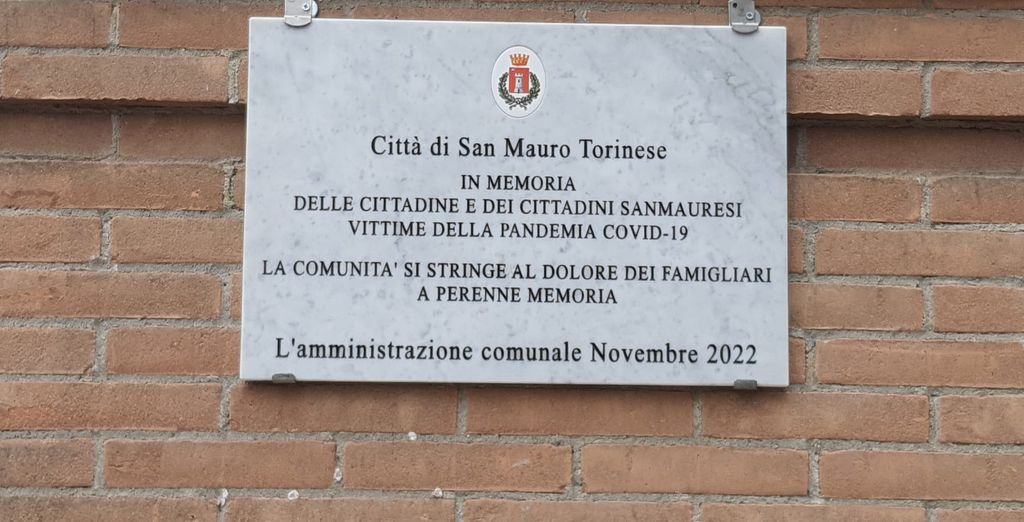 Città di San Mauro Torinese
IN MEMORIA
DELLE CITTADINE E DEI CITTADINI SANMAURESI
VITTIME DELLA PANDEMIA COVID-19
LA COMUNITA' SI STRINGE AL DOLORE DEI FAMIGLIARI
A PERENNE MEMORIA
L'amministrazione comunale Novembre 2022